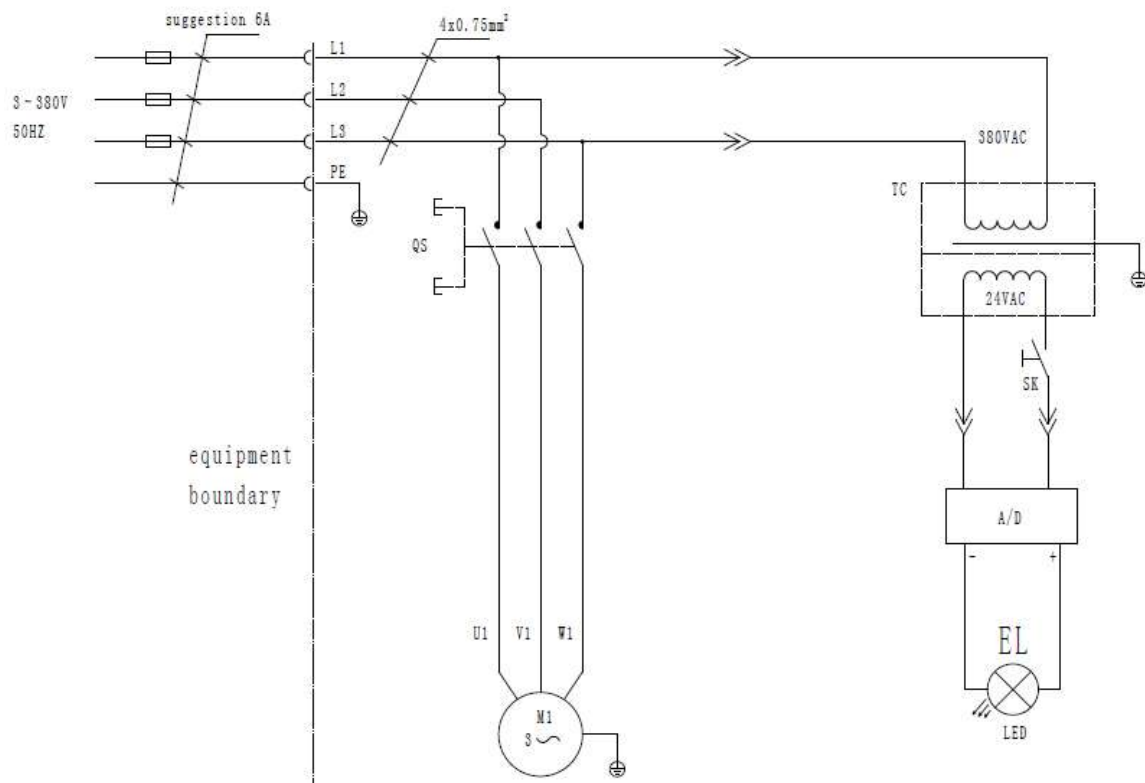 suggestion 6A
4x0.75mm²
L1
L2
3~380V
50HZ
L3
380VAC
PE
TC
QS
24VAC
SK
equipment
boundary
A/D
- +
U1 V1 W1
EL
M1
3~
LED